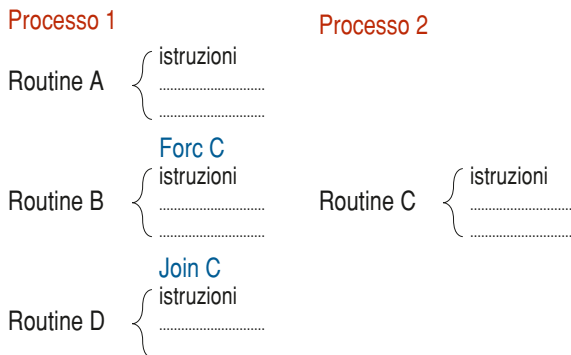 Processo 1
Processo 2
Routine A
istruzioni
............................
............................
Forc C
Routine B
istruzioni
............................
............................
Routine C
istruzioni
............................
............................
Join C
Routine D
istruzioni
............................